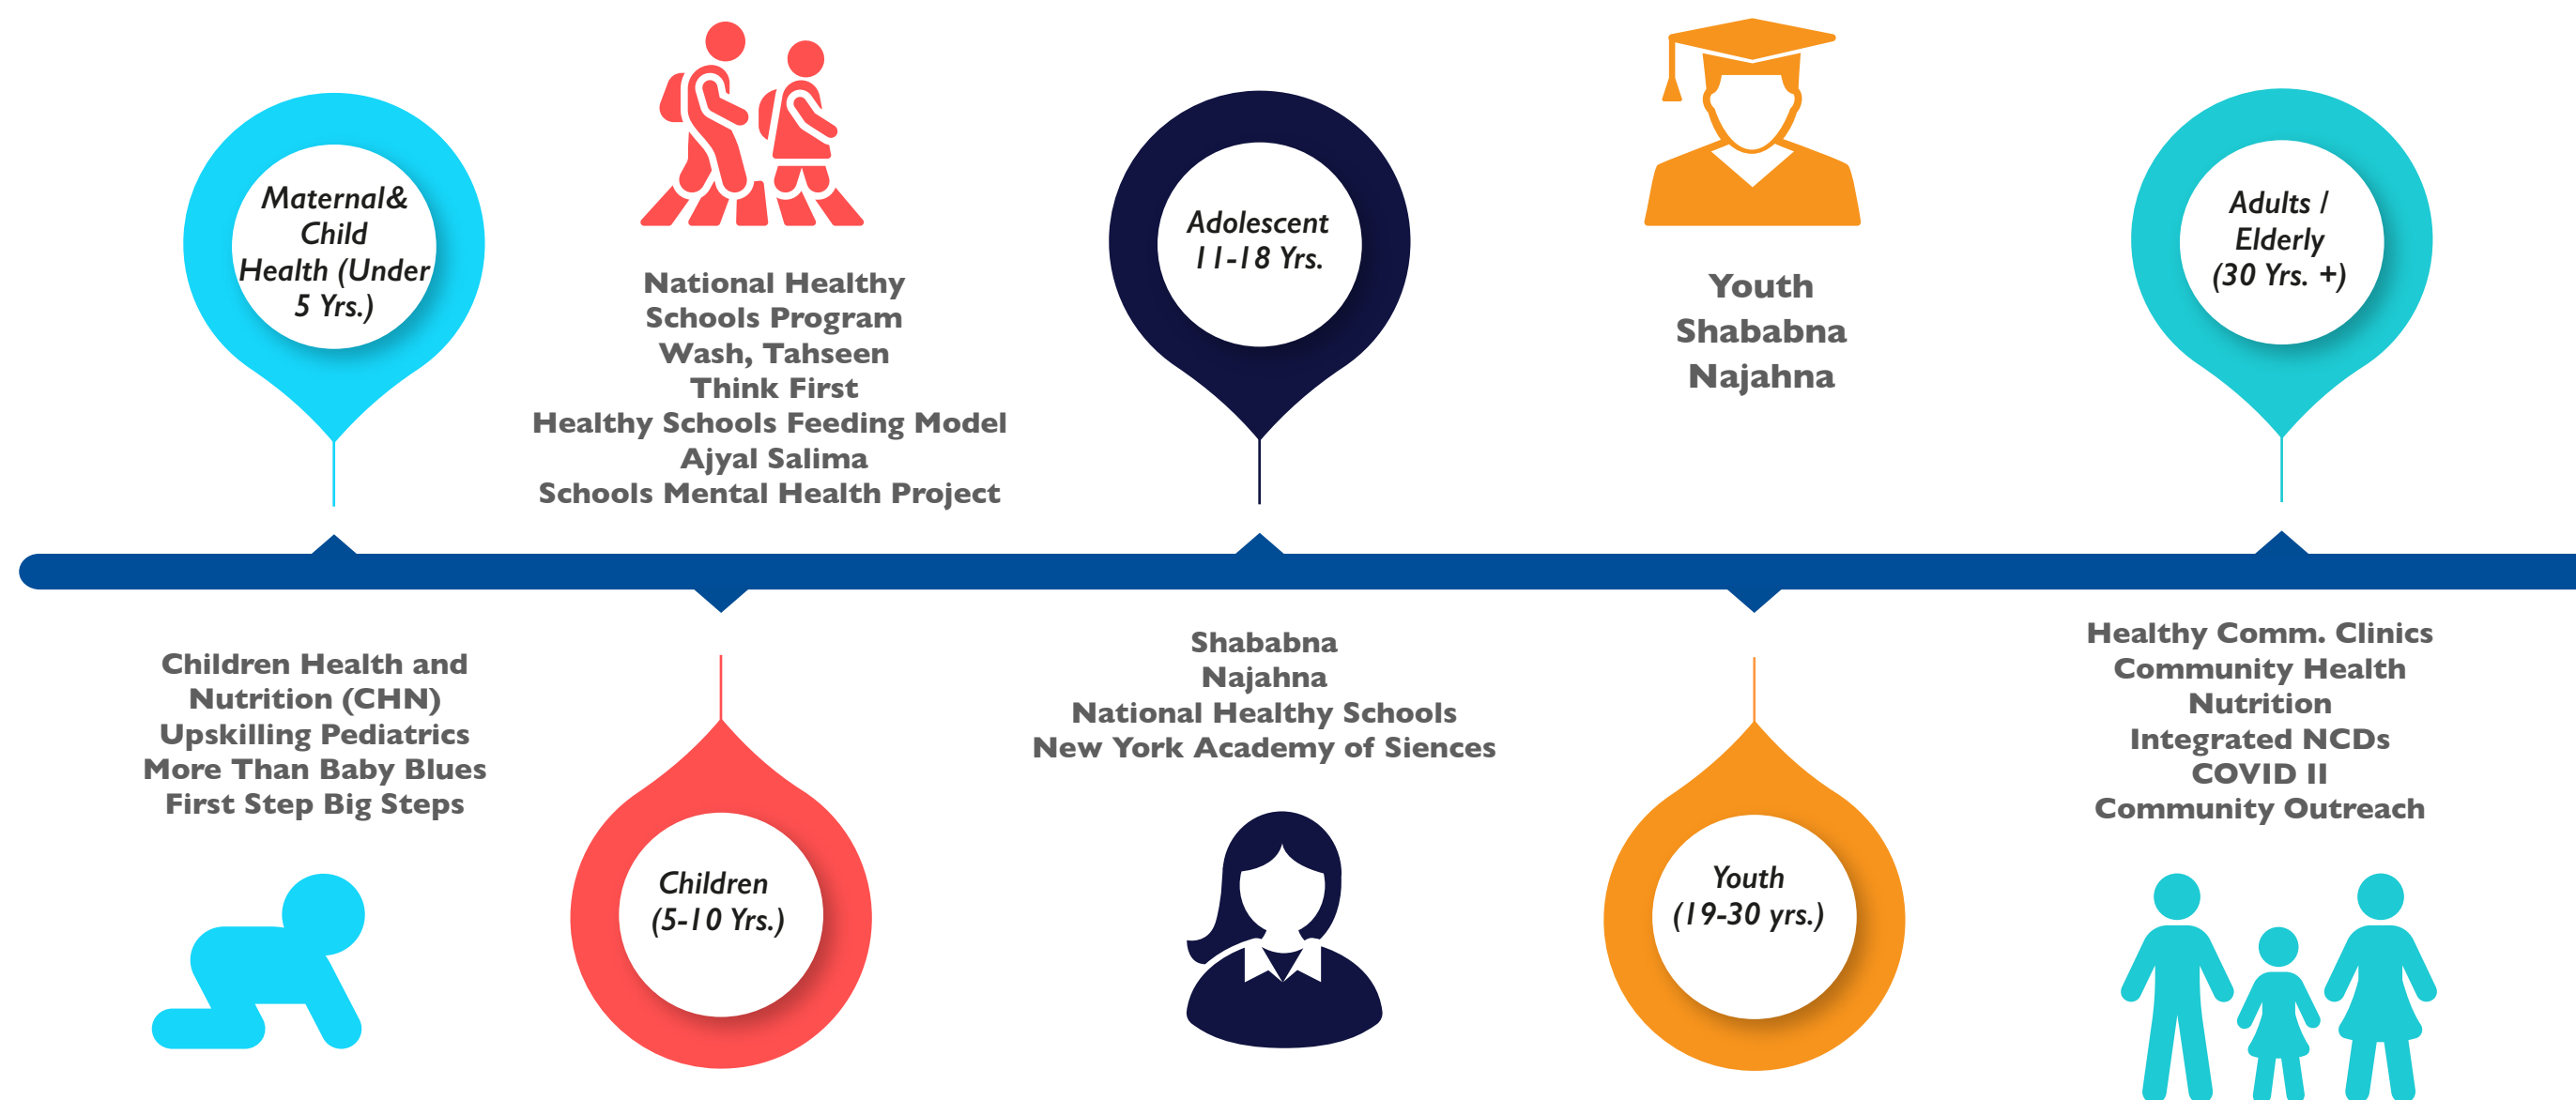 Maternal&
Child
Health (Under
5 Yrs.)
National Healthy
Schools Program
Wash, Tahseen
Think First
Healthy Schools Feeding Model
Ajyal Salima
Schools Mental Health Project
Adolescent
11-18 Yrs.
Youth
Shababna
Najahna
Adults /
Elderly
(30 Yrs. +)
Children Health and
Nutrition (CHN)
Upskilling Pediatrics
More Than Baby Blues
First Step Big Steps
Children
(5-10 Yrs.)
Shababna
Najahna
National Healthy Schools
New York Academy of Siences
Youth
(19-30 yrs.)
Healthy Comm. Clinics
Community Health
Nutrition
Integrated NCDs
COVID II
Community Outreach